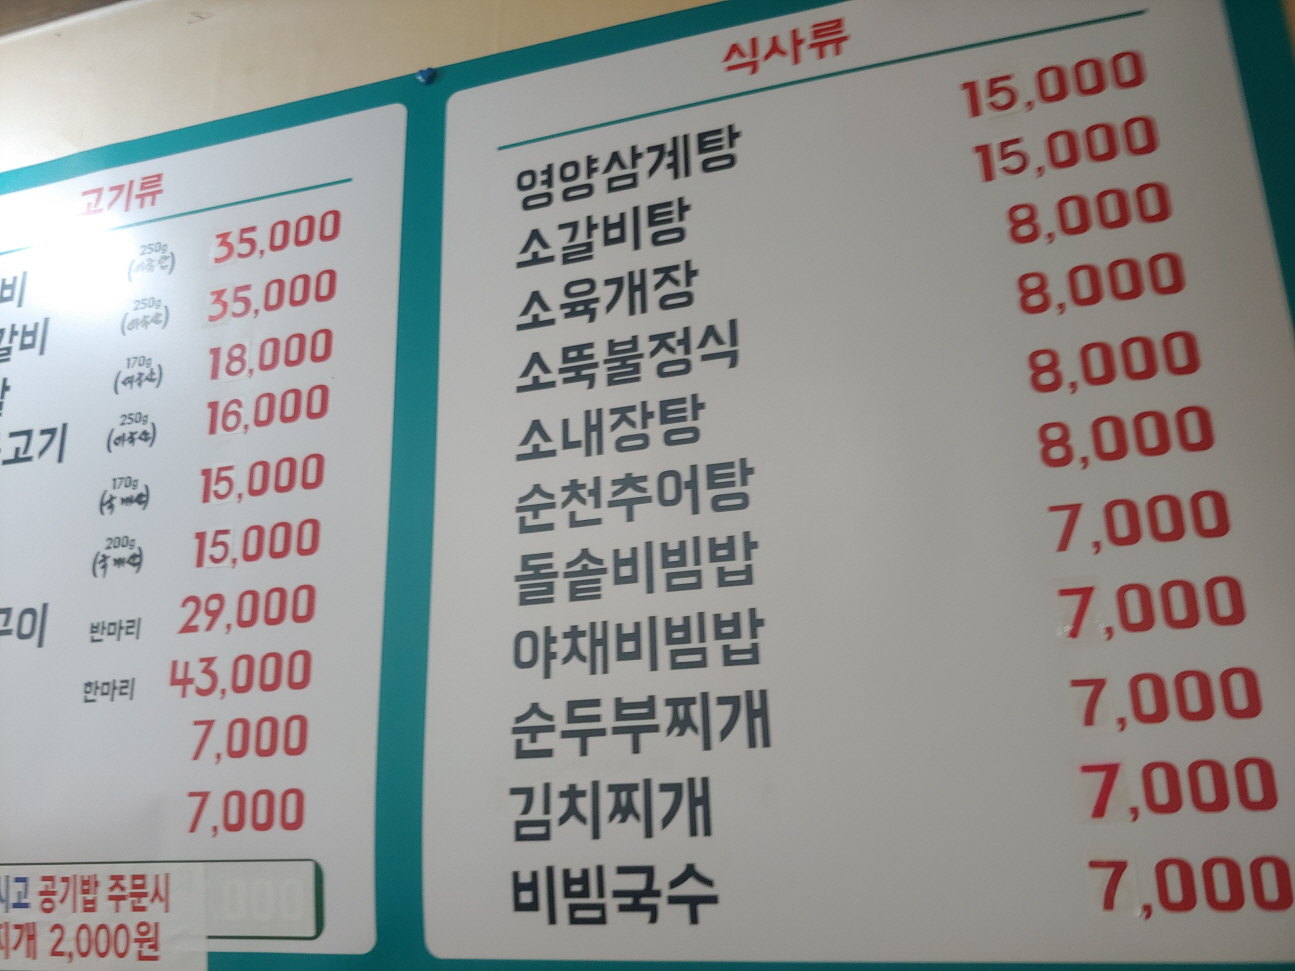 고기류
비 250g 35,000
갈비 250g 35,000
170g 18,000
고기 250g 16,000
170g 15,000
200g 15,000
구이 반마리 29,000
한마리 43,000
7,000
7,000
공기밥 주문시
찌개 2,000원
식사류
영양삼계탕 15,000
소갈비탕 15,000
소육개장 8,000
소뚝불정식 8,000
소내장탕 8,000
순천추어탕 8,000
돌솥비빔밥 7,000
야채비빔밥 7,000
순두부찌개 7,000
김치찌개 7,000
비빔국수 7,000